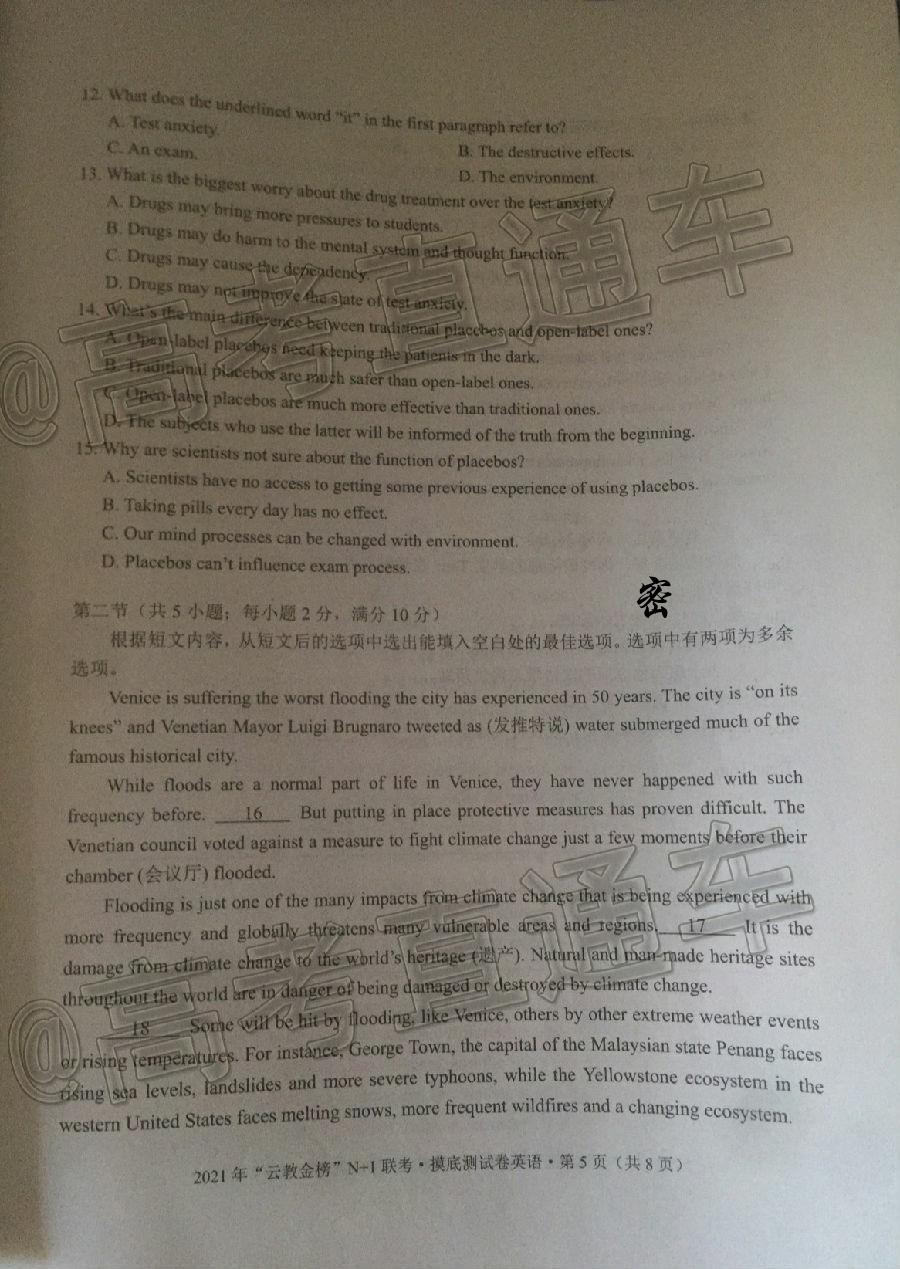 12. What does the underlined word “it” in the first paragraph refer to?
A. Test anxiety.
B. The destructive effects.
C. An exam.
D. The environment.
13. What is the biggest worry about the drug treatment over the test anxiety?
A. Drugs may bring more pressures to students.
B. Drugs may do harm to the mental system and thought function.
C. Drugs may cause the dependency.
D. Drugs may not improve the state of test anxiety.
14. What's the main difference between traditional placebos and open-label ones?
A. Open-label placebos need keeping the patients in the dark.
B. Traditional placebos are much safer than open-label ones.
C. Open-label placebos are much more effective than traditional ones.
D. The subjects who use the latter will be informed of the truth from the beginning.
15. Why are scientists not sure about the function of placebos?
A. Scientists have no access to getting some previous experience of using placebos.
B. Taking pills every day has no effect.
C. Our mind processes can be changed with environment.
D. Placebos can't influence exam process.
密
第二节（共5小题；每小题2分，满分10分）
根据短文内容，从短文后的选项中选出能填入空白处的最佳选项。选项中有两项为多余
选项。
Venice is suffering the worst flooding the city has experienced in 50 years. The city is “on its
knees” and Venetian Mayor Luigi Brugnaro tweeted as (发推特说) water submerged much of the
famous historical city.
While floods are a normal part of life in Venice, they have never happened with such
frequency before. 16 But putting in place protective measures has proven difficult. The
Venetian council voted against a measure to fight climate change just a few moments before their
chamber (会议厅) flooded.
Flooding is just one of the many impacts from climate change that is being experienced with
more frequency and globally threatens many vulnerable areas and regions. 17 It is the
damage from climate change to the world's heritage (遗产). Natural and man-made heritage sites
throughout the world are in danger of being damaged or destroyed by climate change.
18 Some will be hit by flooding, like Venice, others by other extreme weather events
or rising temperatures. For instance, George Town, the capital of the Malaysian state Penang faces
rising sea levels, landslides and more severe typhoons, while the Yellowstone ecosystem in the
western United States faces melting snows, more frequent wildfires and a changing ecosystem.
2021年“云教金榜”N+1联考·摸底测试卷英语·第5页（共8页）
@高考直通车
@高考直通车